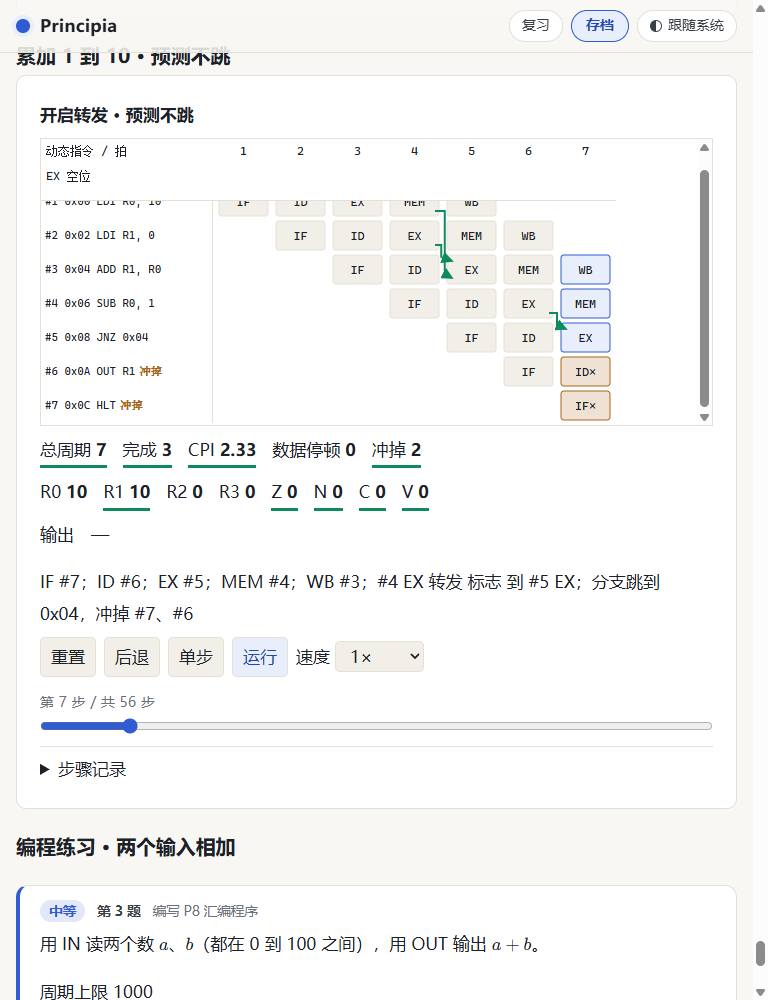 Principia
复习
存档
跟随系统
累加 1 到 10 • 预测不跳
开启转发 • 预测不跳
动态指令 / 拍 1 2 3 4 5 6 7
EX 空位
#1 0x00 LDI R0, 10 IF ID EX MEM WB
#2 0x02 LDI R1, 0 IF ID EX MEM WB
#3 0x04 ADD R1, R0 IF ID EX MEM WB
#4 0x06 SUB R0, 1 IF ID EX MEM
#5 0x08 JNZ 0x04 IF ID EX
#6 0x0A OUT R1 冲掉 IF ID×
#7 0x0C HLT 冲掉 IF×
总周期 7 完成 3 CPI 2.33 数据停顿 0 冲掉 2
R0 10 R1 10 R2 0 R3 0 Z 0 N 0 C 0 V 0
输出 —
IF #7；ID #6；EX #5；MEM #4；WB #3；#4 EX 转发 标志 到 #5 EX；分支跳到
0x04，冲掉 #7、#6
重置 后退 单步 运行 速度 1×
第 7 步 / 共 56 步
步骤记录
编程练习 • 两个输入相加
中等 第 3 题 编写 P8 汇编程序
用 IN 读两个数 a、b（都在 0 到 100 之间），用 OUT 输出 a + b。
周期上限 1000